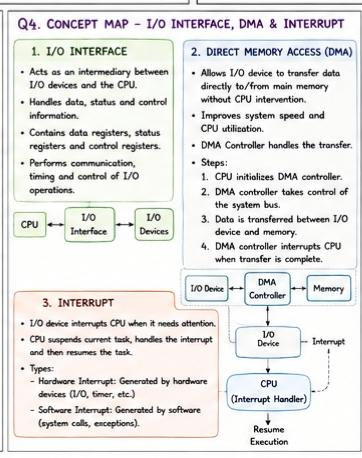 Q4. CONCEPT MAP – I/O INTERFACE, DMA & INTERRUPT
1. I/O INTERFACE
• Acts as an intermediary between
I/O devices and the CPU.
• Handles data, status and control
information.
• Contains data registers, status
registers and control registers.
• Performs communication,
timing and control of I/O
operations.
CPU
I/O
Interface
I/O
Devices
2. DIRECT MEMORY ACCESS (DMA)
• Allows I/O device to transfer data
directly to/from main memory
without CPU intervention.
• Improves system speed and
CPU utilization.
• DMA Controller handles the transfer.
• Steps:
1. CPU initializes DMA controller.
2. DMA controller takes control of
the system bus.
3. Data is transferred between I/O
device and memory.
4. DMA controller interrupts CPU
when transfer is complete.
I/O Device
DMA
Controller
Memory
3. INTERRUPT
• I/O device interrupts CPU when it needs attention.
• CPU suspends current task, handles the interrupt
and then resumes the task.
• Types:
– Hardware Interrupt: Generated by hardware
devices (I/O, timer, etc.)
– Software Interrupt: Generated by software
(system calls, exceptions).
I/O
Device
Interrupt
CPU
(Interrupt Handler)
Resume
Execution